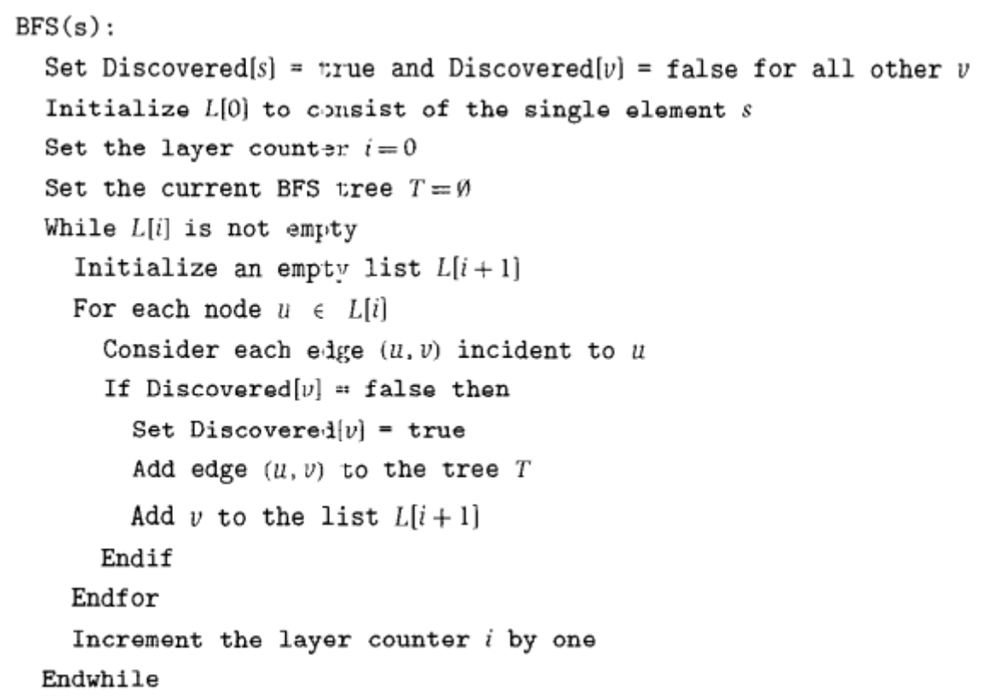 BFS(s):
Set Discovered[s] = true and Discovered[v] = false for all other v
Initialize L[0] to consist of the single element s
Set the layer counter i = 0
Set the current BFS tree T = ∅
While L[i] is not empty
Initialize an empty list L[i + 1]
For each node u ∈ L[i]
Consider each edge (u, v) incident to u
If Discovered[v] = false then
Set Discovered[v] = true
Add edge (u, v) to the tree T
Add v to the list L[i + 1]
Endif
Endfor
Increment the layer counter i by one
Endwhile